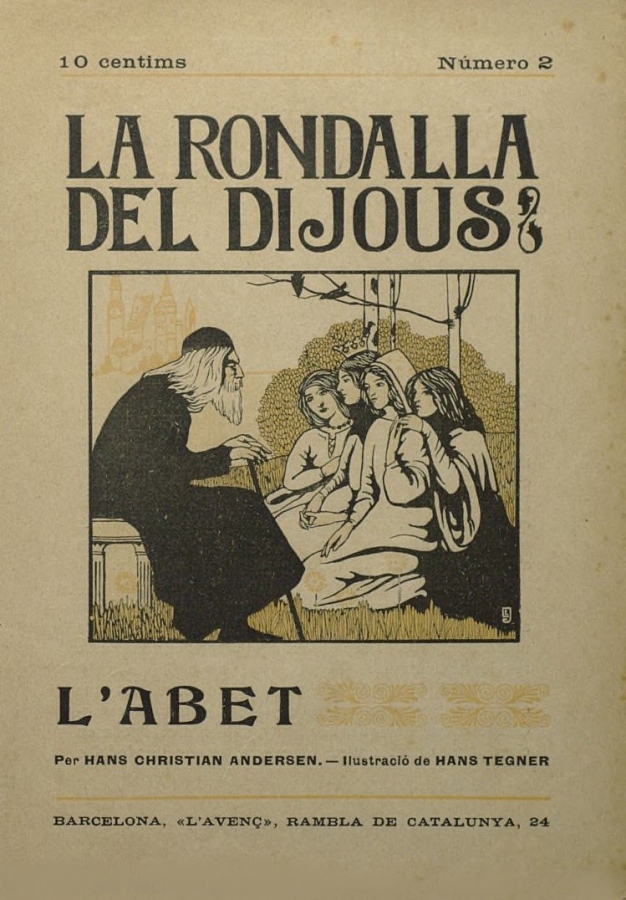 10 centims Número 2
LA RONDALLA
DEL DIJOUS
L'ABET
Per HANS CHRISTIAN ANDERSEN. — Ilustració de HANS TEGNER
BARCELONA, «L'AVENÇ», RAMBLA DE CATALUNYA, 24